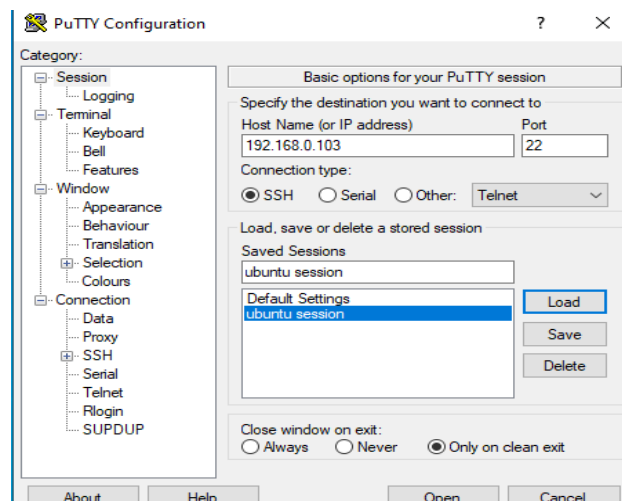 PuTTY Configuration ? ×
Category:
Session
Logging
Terminal
Keyboard
Bell
Features
Window
Appearance
Behaviour
Translation
Selection
Colours
Connection
Data
Proxy
SSH
Serial
Telnet
Rlogin
SUPDUP
Basic options for your PuTTY session
Specify the destination you want to connect to
Host Name (or IP address) Port
192.168.0.103 22
Connection type:
SSH Serial Other: Telnet
Load, save or delete a stored session
Saved Sessions
ubuntu session
Default Settings
ubuntu session
Load
Save
Delete
Close window on exit:
Always Never Only on clean exit
About Help Open Cancel